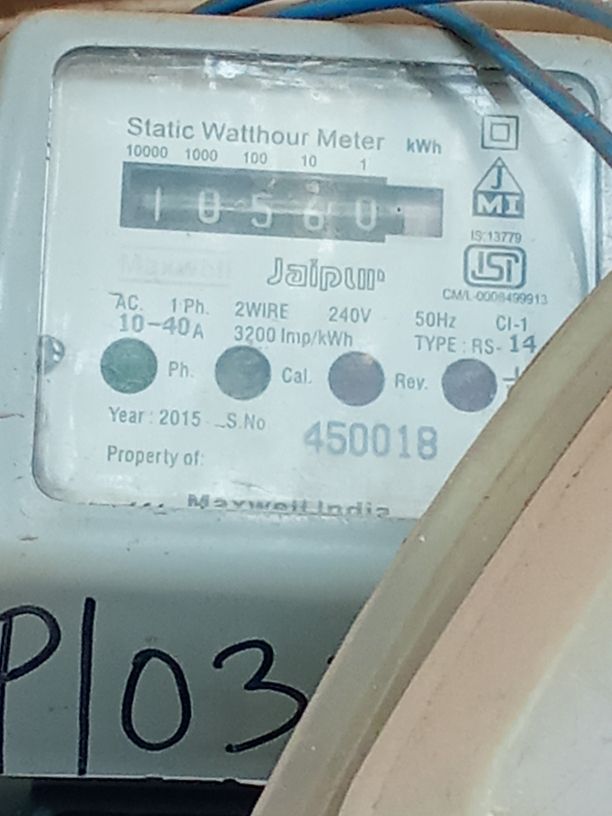 Static Watthour Meter kWh
10000 1000 100 10 1
1 0 5 6 0
J
MI
IS:13779
ISI
CM/L-0006499913
Jaipur
AC. 1 Ph. 2WIRE 240V 50Hz Cl-1
10-40A 3200 Imp/kWh TYPE : RS-14
Ph. Cal. Rev.
Year : 2015 S.No 450018
Property of:
Maxwell India
P/03